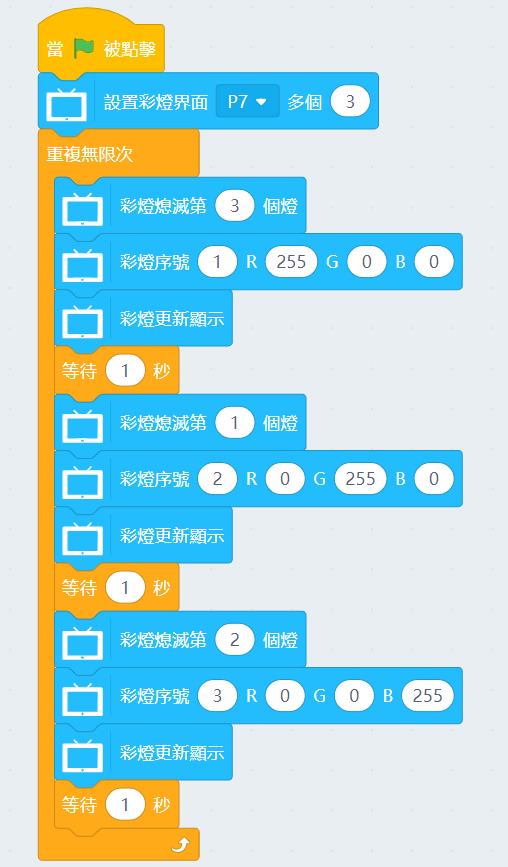 當 被點擊
設置彩燈界面 P7 多個 3
重複無限次
彩燈熄滅第 3 個燈
彩燈序號 1 R 255 G 0 B 0
彩燈更新顯示
等待 1 秒
彩燈熄滅第 1 個燈
彩燈序號 2 R 0 G 255 B 0
彩燈更新顯示
等待 1 秒
彩燈熄滅第 2 個燈
彩燈序號 3 R 0 G 0 B 255
彩燈更新顯示
等待 1 秒